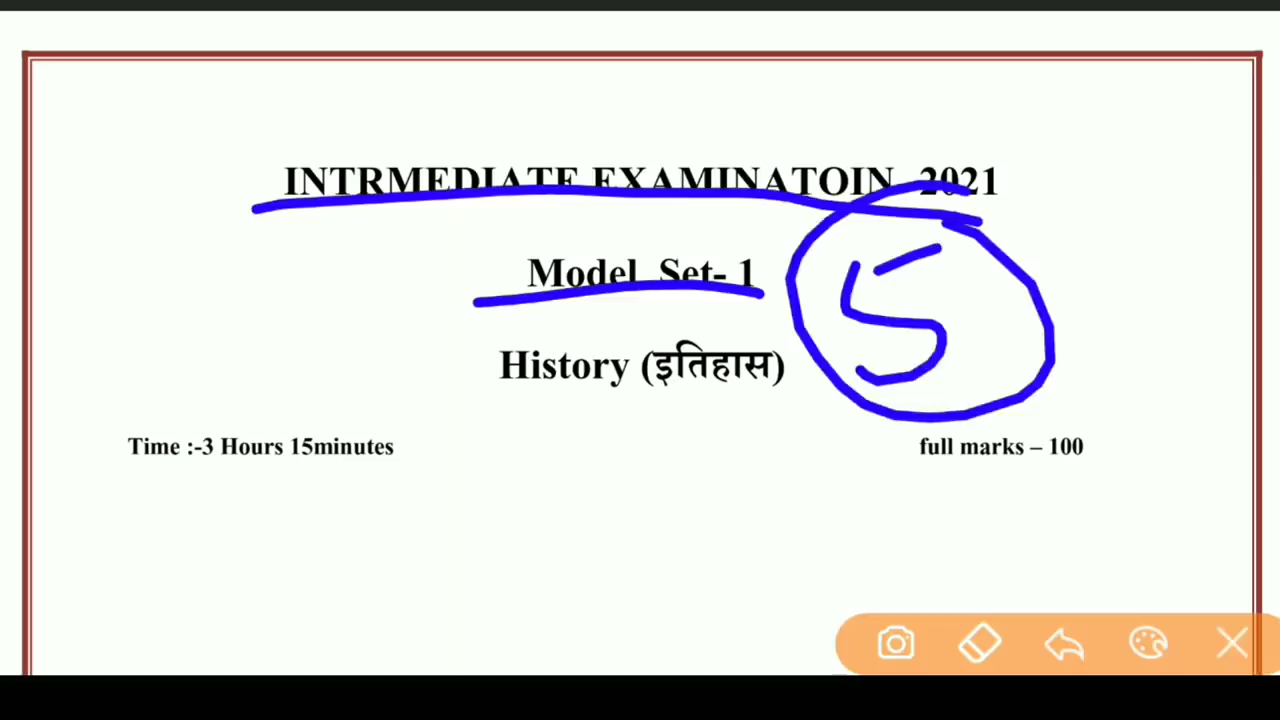 INTRMEDIATE EXAMINATOIN 2021
Model Set- 1
5
History (इतिहास)
Time :-3 Hours 15minutes
full marks – 100